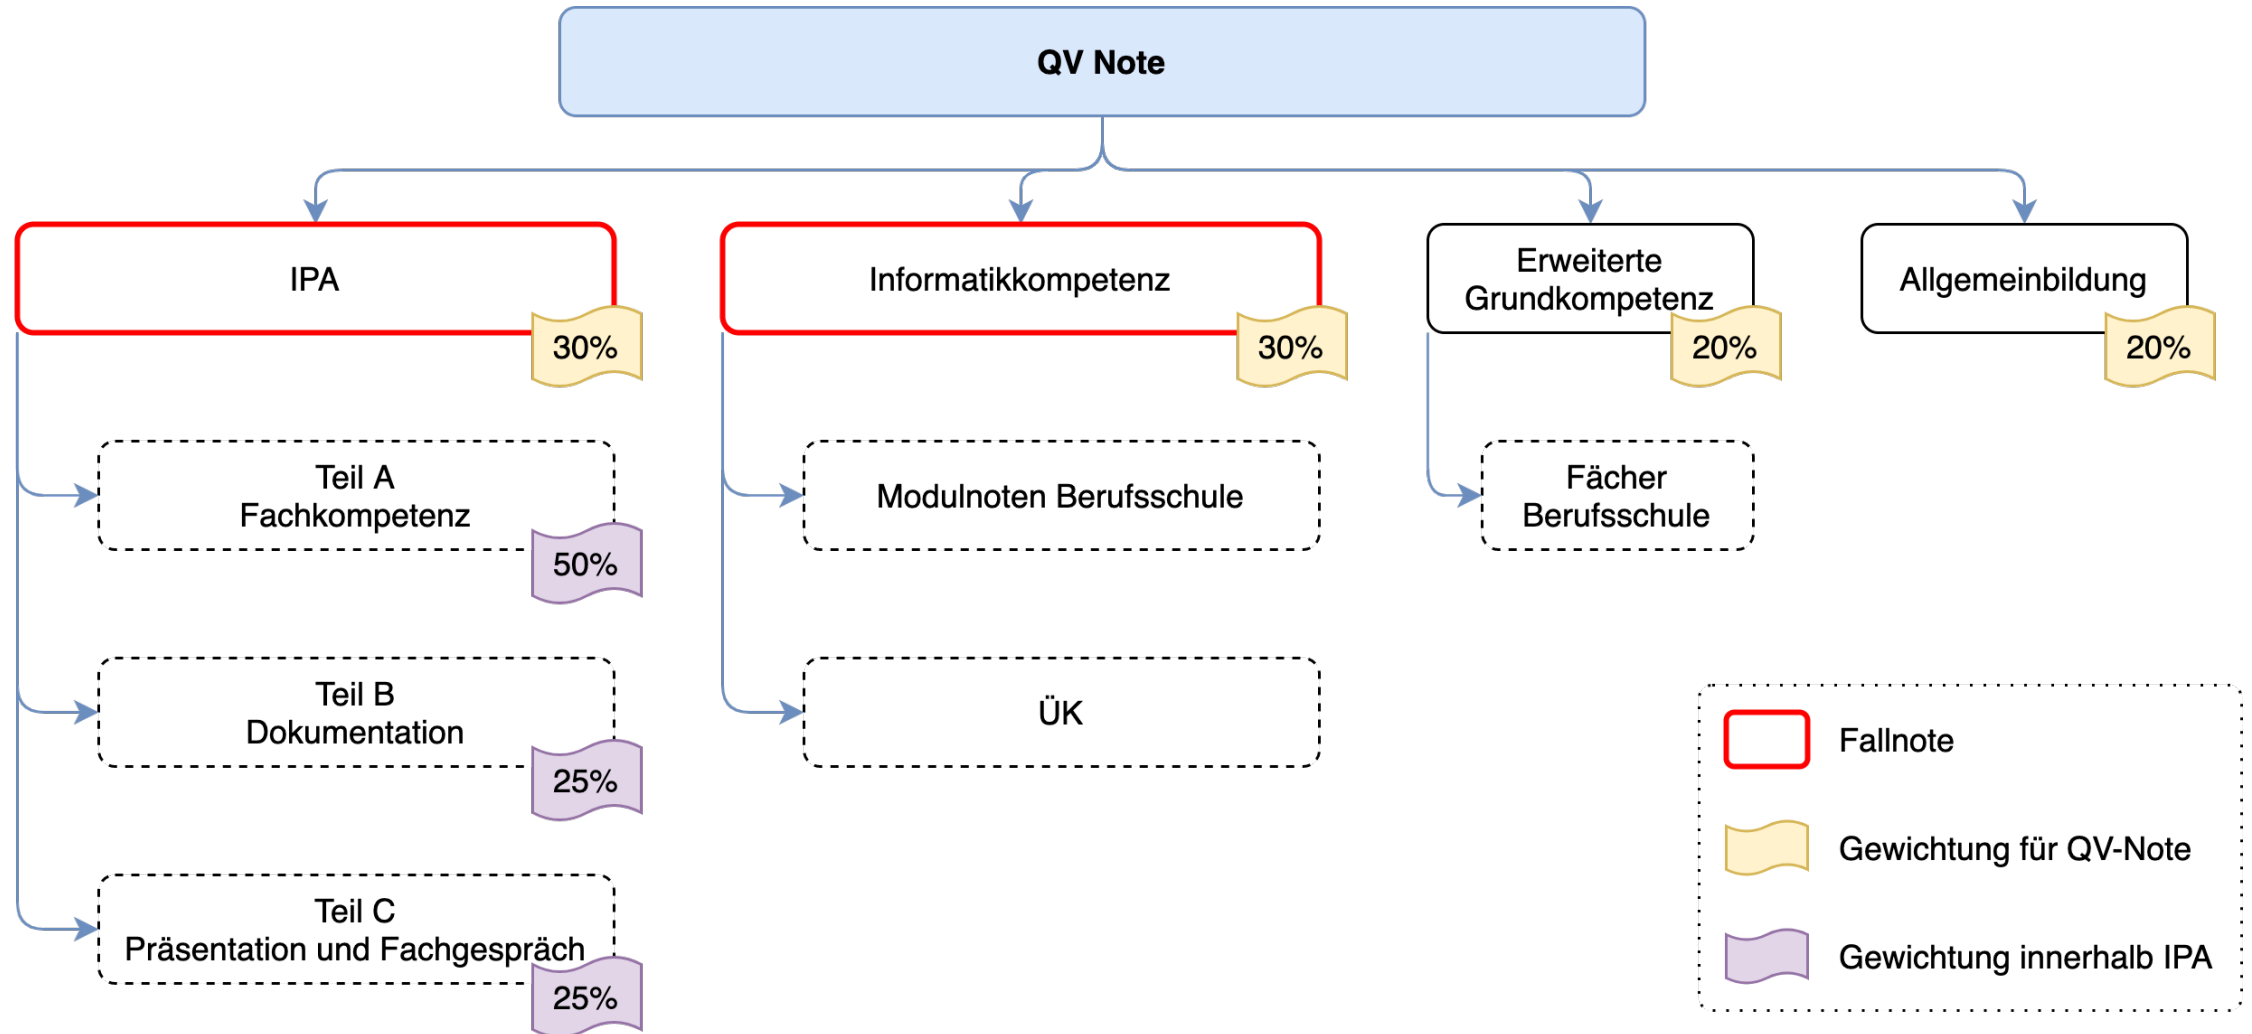 QV Note
IPA
30%
Informatikkompetenz
30%
Erweiterte
Grundkompetenz
20%
Allgemeinbildung
20%
Teil A
Fachkompetenz
50%
Modulnoten Berufsschule
Fächer
Berufsschule
Teil B
Dokumentation
25%
ÜK
Teil C
Präsentation und Fachgespräch
25%
Fallnote
Gewichtung für QV-Note
Gewichtung innerhalb IPA